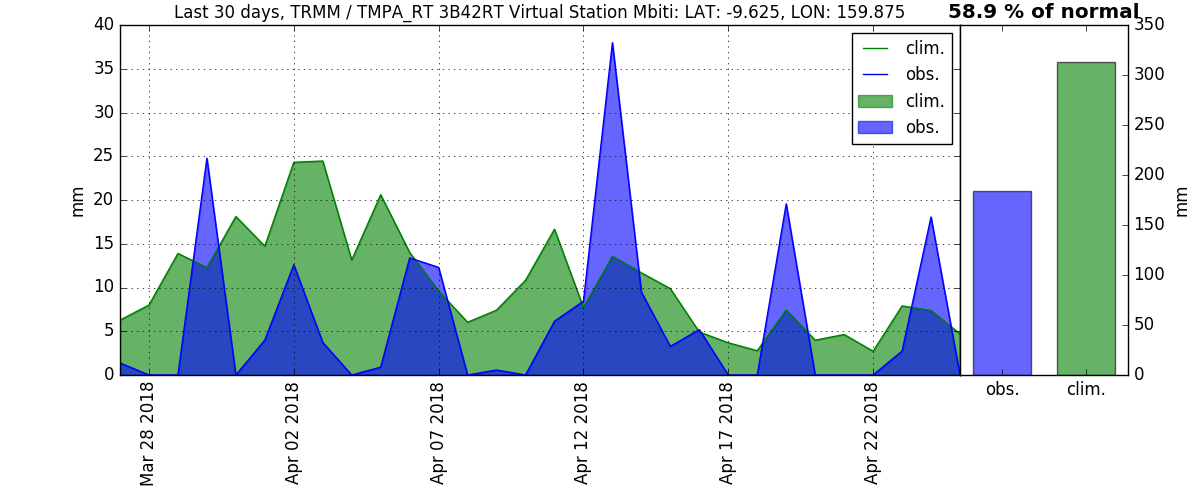 Last 30 days, TRMM / TMPA_RT 3B42RT Virtual Station Mbiti: LAT: -9.625, LON: 159.875
58.9 % of normal
mm
40
35
30
25
20
15
10
5
0
clim.
obs.
clim.
obs.
Mar 28 2018
Apr 02 2018
Apr 07 2018
Apr 12 2018
Apr 17 2018
Apr 22 2018
obs.
clim.
350
300
250
200
150
100
50
0
mm